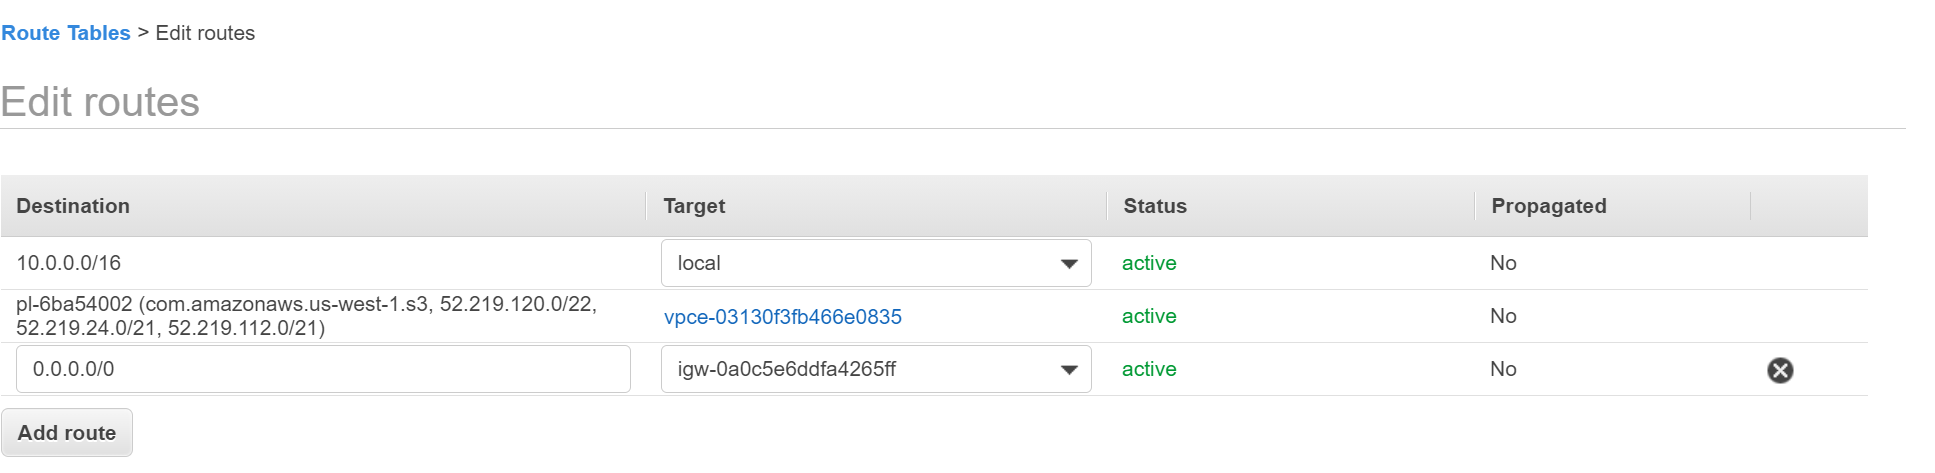 Route Tables > Edit routes
Edit routes
Destination Target Status Propagated
10.0.0.0/16 local active No
pl-6ba54002 (com.amazonaws.us-west-1.s3, 52.219.120.0/22,
52.219.24.0/21, 52.219.112.0/21) vpce-03130f3fb466e0835 active No
0.0.0.0/0 igw-0a0c5e6ddfa4265ff active No
Add route